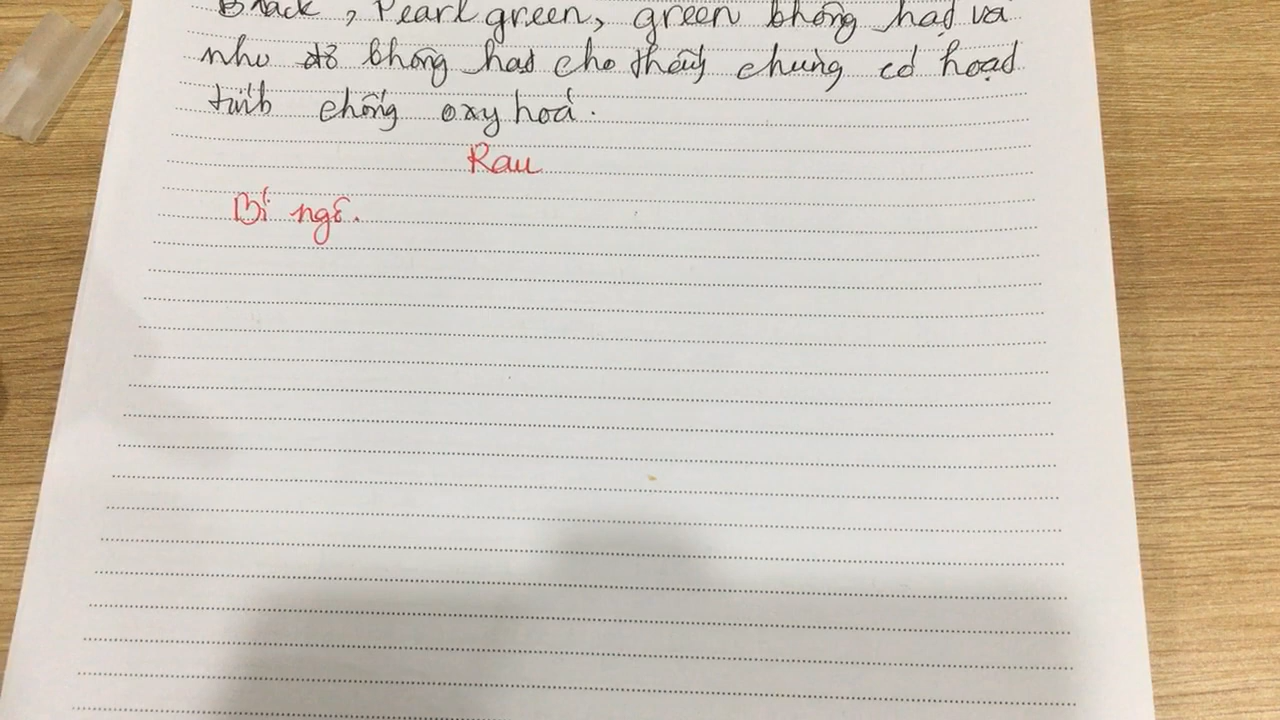 Black, Pearl green, green không hạt và
nho đỏ không hạt cho thấy chúng có hoạt
tính chống oxy hoá.
Rau
Bí ngô.